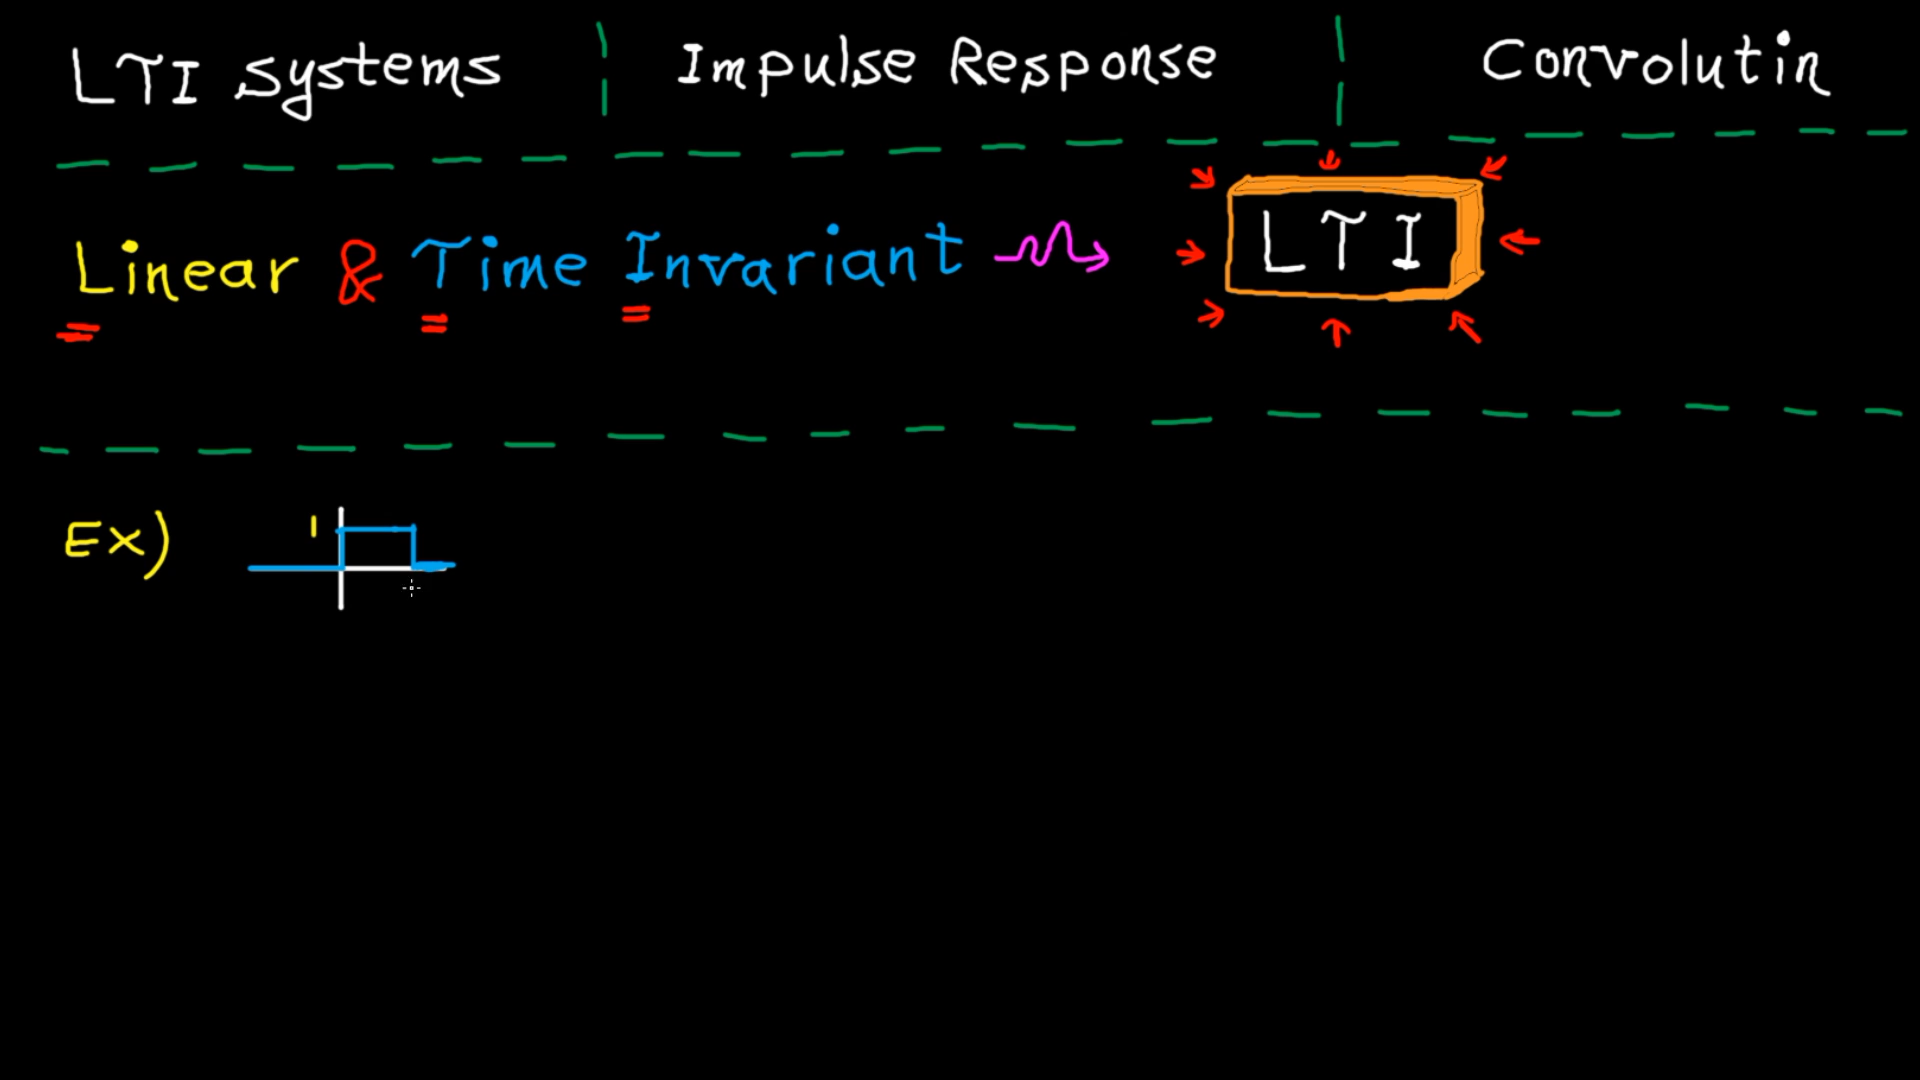 LTI Systems Impulse Response Convolutin
Linear & Time Invariant
LTI
Ex) 1